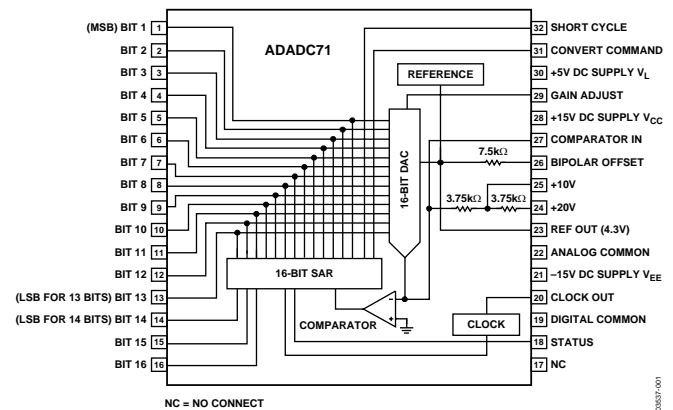 ADADC71
(MSB) BIT 1 1
BIT 2 2
BIT 3 3
BIT 4 4
BIT 5 5
BIT 6 6
BIT 7 7
BIT 8 8
BIT 9 9
BIT 10 10
BIT 11 11
BIT 12 12
(LSB FOR 13 BITS) BIT 13 13
(LSB FOR 14 BITS) BIT 14 14
BIT 15 15
BIT 16 16
REFERENCE
16-BIT DAC
7.5kΩ
3.75kΩ 3.75kΩ
16-BIT SAR
–
+
COMPARATOR
CLOCK
32 SHORT CYCLE
31 CONVERT COMMAND
30 +5V DC SUPPLY VL
29 GAIN ADJUST
28 +15V DC SUPPLY VCC
27 COMPARATOR IN
26 BIPOLAR OFFSET
25 +10V
24 +20V
23 REF OUT (4.3V)
22 ANALOG COMMON
21 –15V DC SUPPLY VEE
20 CLOCK OUT
19 DIGITAL COMMON
18 STATUS
17 NC
NC = NO CONNECT
03537-001